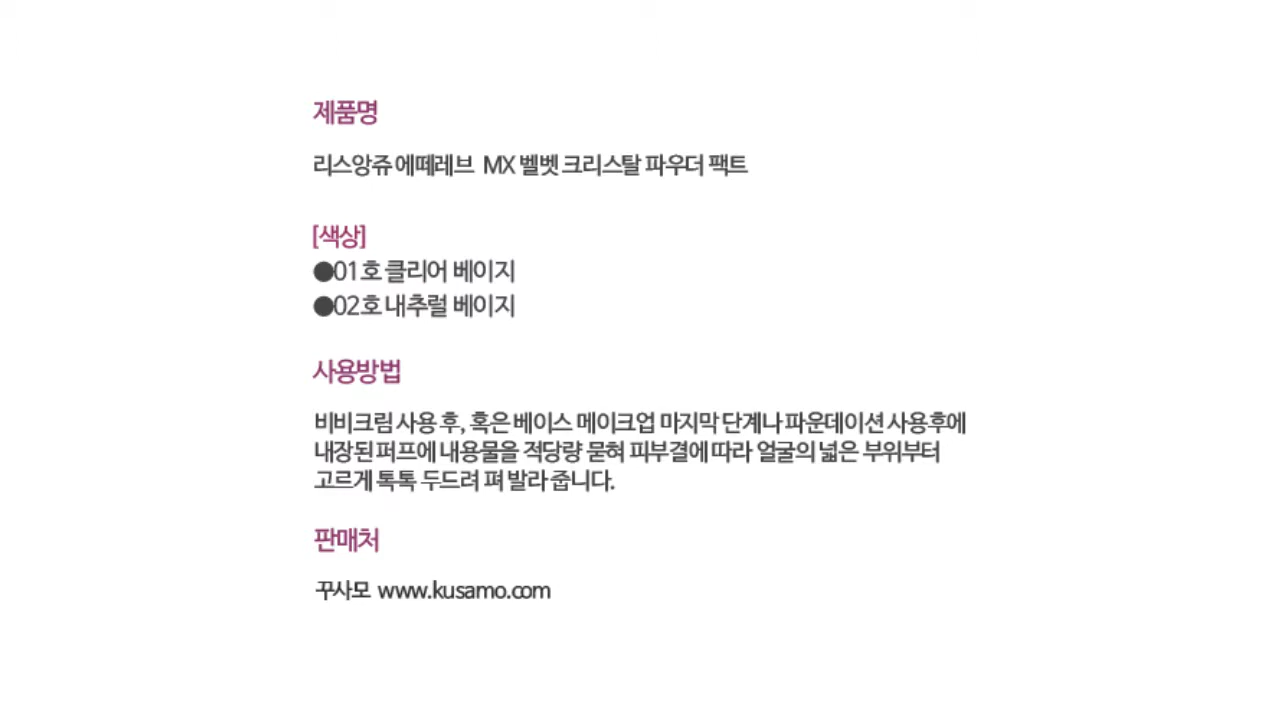 제품명
리스앙쥬 에떼레브 MX 벨벳 크리스탈 파우더 팩트
[색상]
●01호 클리어 베이지
●02호 내추럴 베이지
사용방법
비비크림 사용 후, 혹은 베이스 메이크업 마지막 단계나 파운데이션 사용후에
내장된 퍼프에 내용물을 적당량 묻혀 피부결에 따라 얼굴의 넓은 부위부터
고르게 톡톡 두드려 펴 발라 줍니다.
판매처
꾸사모 www.kusamo.com